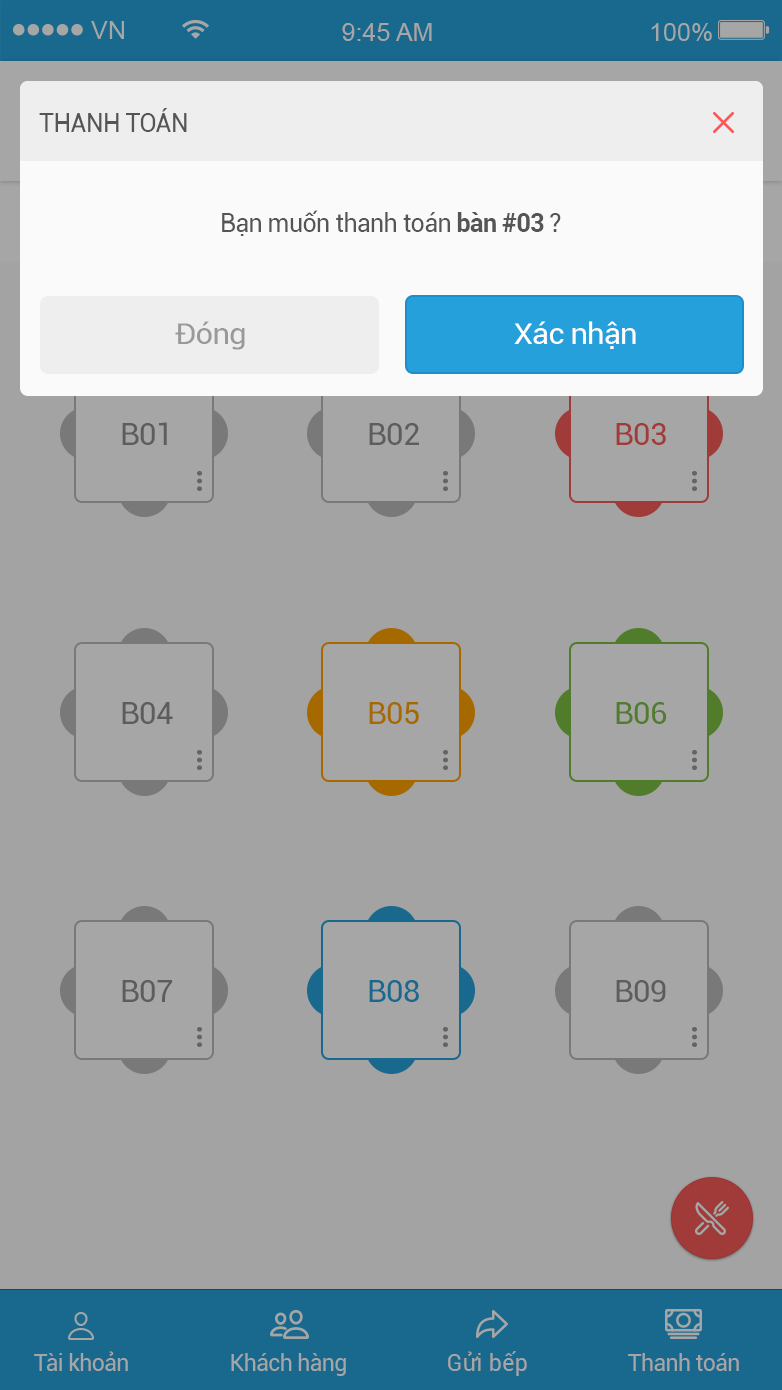 VN 9:45 AM 100%
THANH TOÁN
Bạn muốn thanh toán bàn #03 ?
Đóng Xác nhận
B01 B02 B03
B04 B05 B06
B07 B08 B09
Tài khoản Khách hàng Gửi bếp Thanh toán